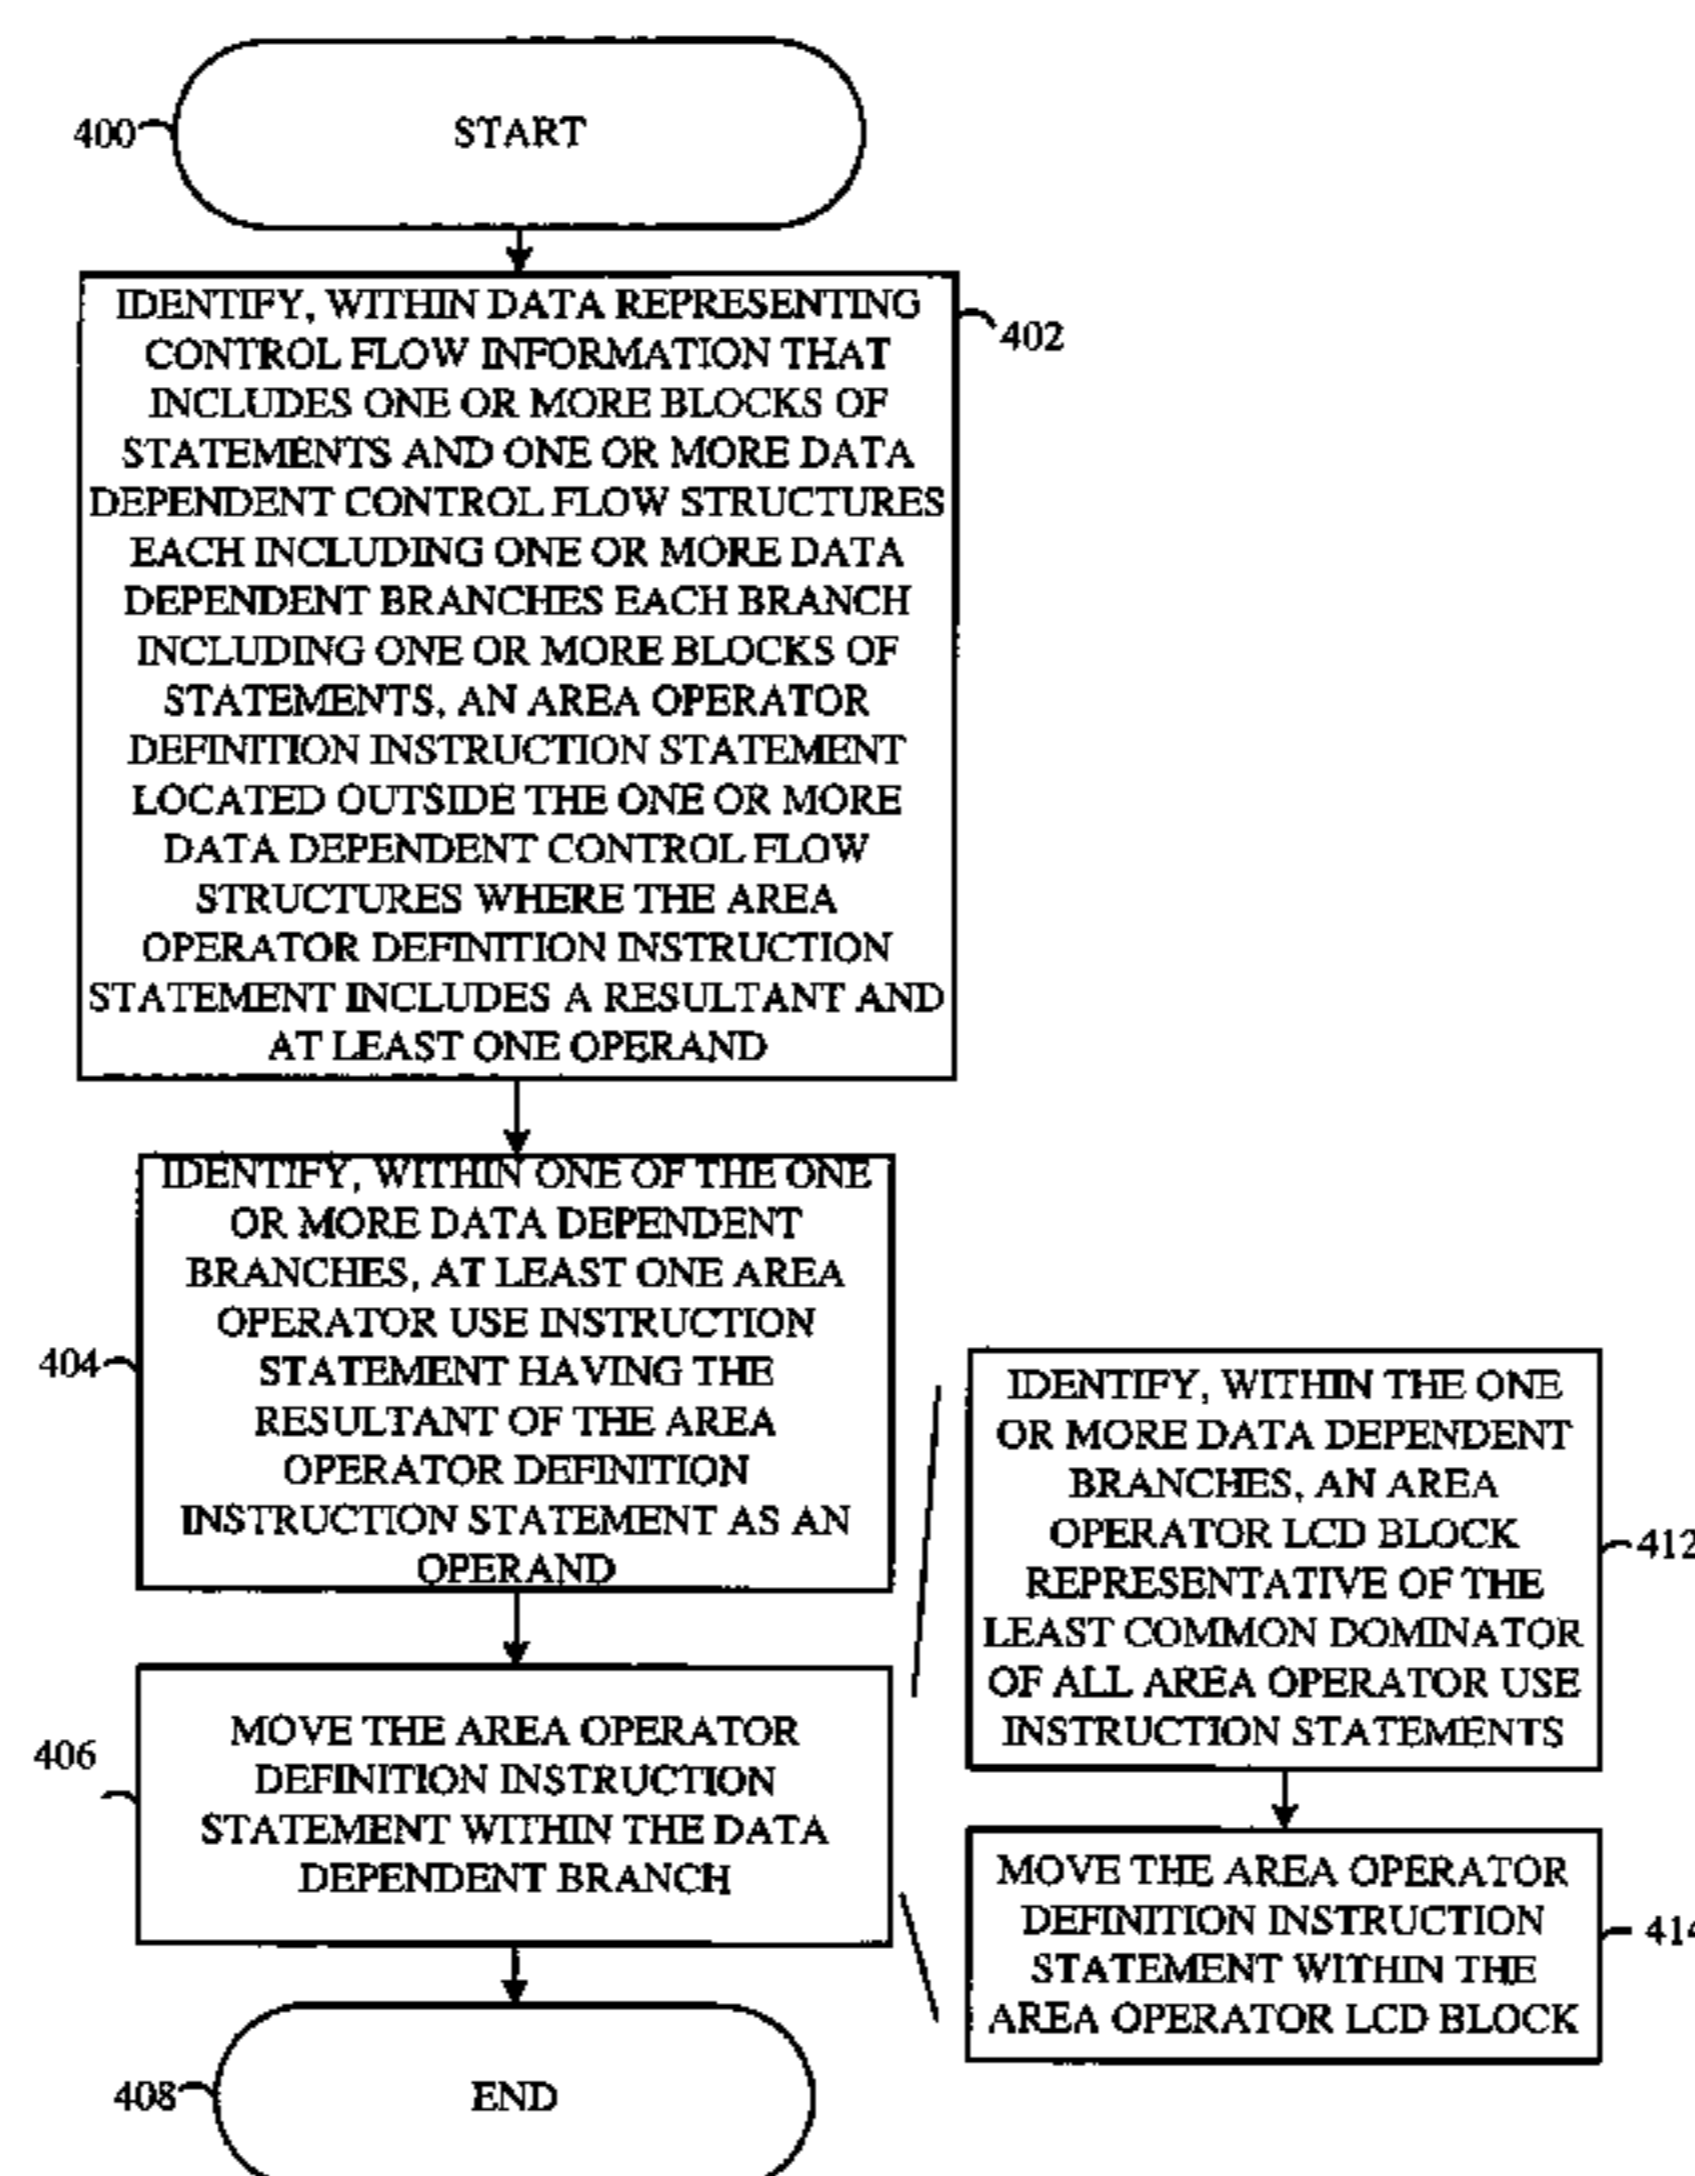 400
START
IDENTIFY, WITHIN DATA REPRESENTING
CONTROL FLOW INFORMATION THAT
INCLUDES ONE OR MORE BLOCKS OF
STATEMENTS AND ONE OR MORE DATA
DEPENDENT CONTROL FLOW STRUCTURES
EACH INCLUDING ONE OR MORE DATA
DEPENDENT BRANCHES EACH BRANCH
INCLUDING ONE OR MORE BLOCKS OF
STATEMENTS, AN AREA OPERATOR
DEFINITION INSTRUCTION STATEMENT
LOCATED OUTSIDE THE ONE OR MORE
DATA DEPENDENT CONTROL FLOW
STRUCTURES WHERE THE AREA
OPERATOR DEFINITION INSTRUCTION
STATEMENT INCLUDES A RESULTANT AND
AT LEAST ONE OPERAND
402
IDENTIFY, WITHIN ONE OF THE ONE
OR MORE DATA DEPENDENT
BRANCHES, AT LEAST ONE AREA
OPERATOR USE INSTRUCTION
STATEMENT HAVING THE
RESULTANT OF THE AREA
OPERATOR DEFINITION
INSTRUCTION STATEMENT AS AN
OPERAND
404
MOVE THE AREA OPERATOR
DEFINITION INSTRUCTION
STATEMENT WITHIN THE DATA
DEPENDENT BRANCH
406
IDENTIFY, WITHIN THE ONE
OR MORE DATA DEPENDENT
BRANCHES, AN AREA
OPERATOR LCD BLOCK
REPRESENTATIVE OF THE
LEAST COMMON DOMINATOR
OF ALL AREA OPERATOR USE
INSTRUCTION STATEMENTS
412
MOVE THE AREA OPERATOR
DEFINITION INSTRUCTION
STATEMENT WITHIN THE
AREA OPERATOR LCD BLOCK
414
408
END